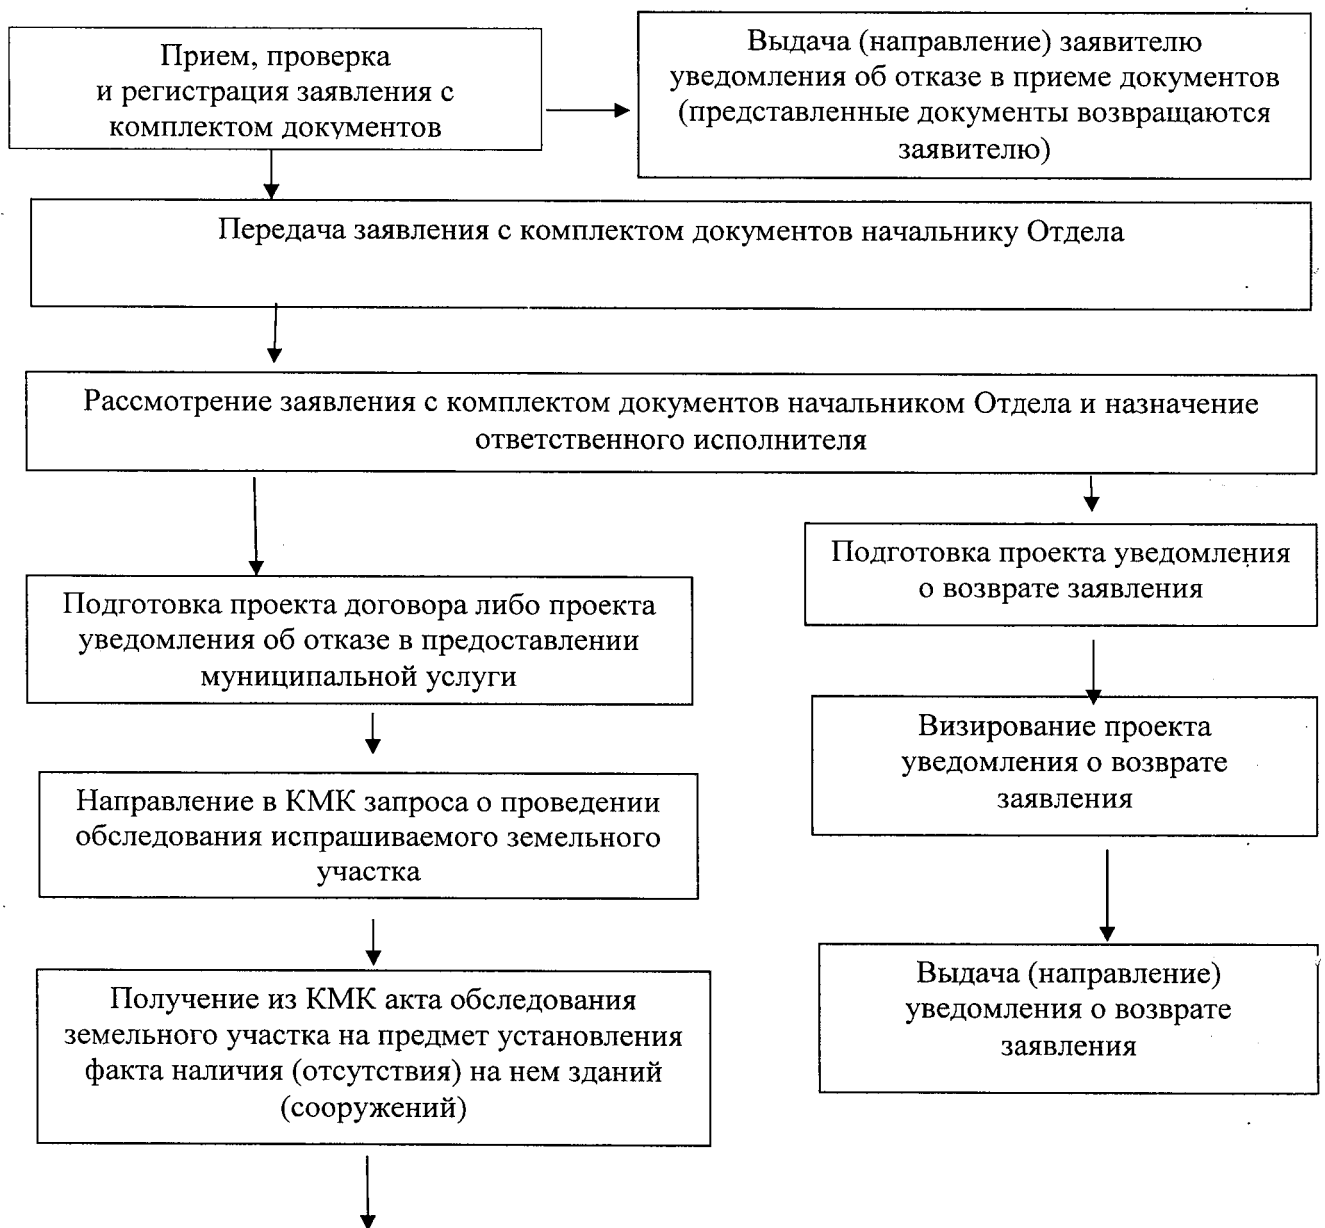 Прием, проверка
и регистрация заявления с
комплектом документов
Выдача (направление) заявителю
уведомления об отказе в приеме документов
(представленные документы возвращаются
заявителю)
Передача заявления с комплектом документов начальнику Отдела
Рассмотрение заявления с комплектом документов начальником Отдела и назначение
ответственного исполнителя
Подготовка проекта договора либо проекта
уведомления об отказе в предоставлении
муниципальной услуги
Направление в КМК запроса о проведении
обследования испрашиваемого земельного
участка
Получение из КМК акта обследования
земельного участка на предмет установления
факта наличия (отсутствия) на нем зданий
(сооружений)
Подготовка проекта уведомления
о возврате заявления
Визирование проекта
уведомления о возврате
заявления
Выдача (направление)
уведомления о возврате
заявления